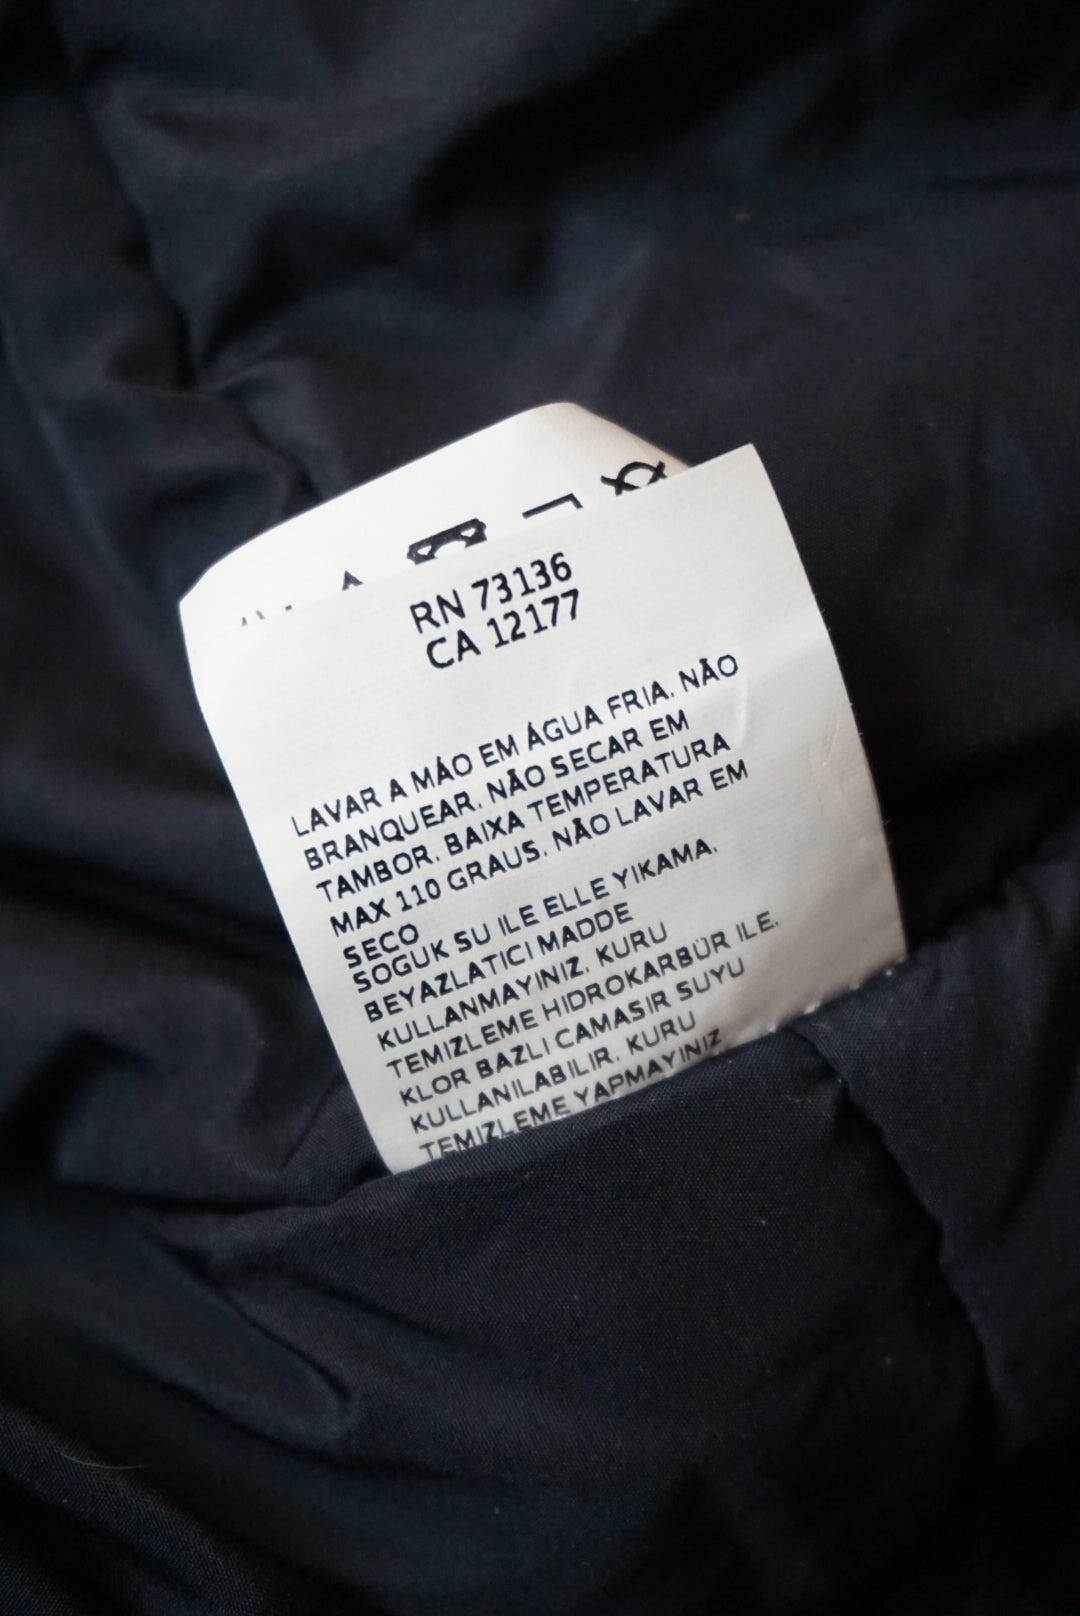 RN 73136
CA 12177
LAVAR A MÃO EM ÁGUA FRIA. NÃO
BRANQUEAR. NÃO SECAR EM
TAMBOR. BAIXA TEMPERATURA
MAX 110 GRAUS. NÃO LAVAR EM
SECO
SOGUK SU ILE ELLE YIKAMA.
BEYAZLATICI MADDE
KULLANMAYINIZ. KURU
TEMIZLEME HIDROKARBÜR ILE.
KLOR BAZLI CAMASIR SUYU
KULLANILABILIR. KURU
TEMIZLEME YAPMAYINIZ